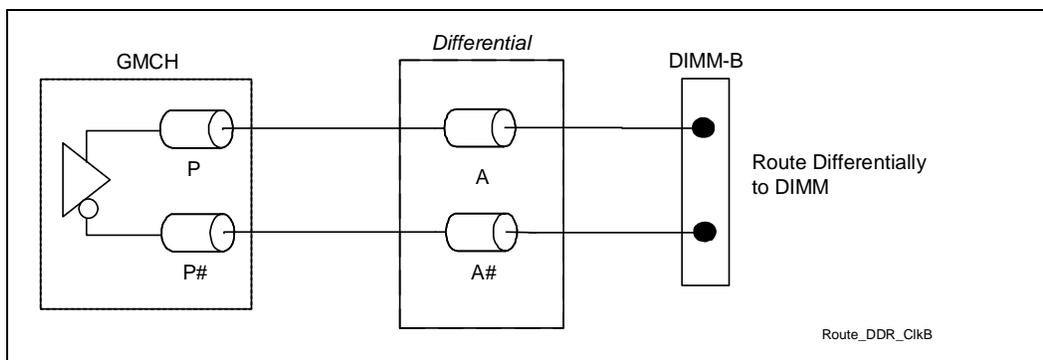 Differential
GMCH
DIMM-B
P
A
Route Differentially
to DIMM
P#
A#
Route_DDR_ClkB